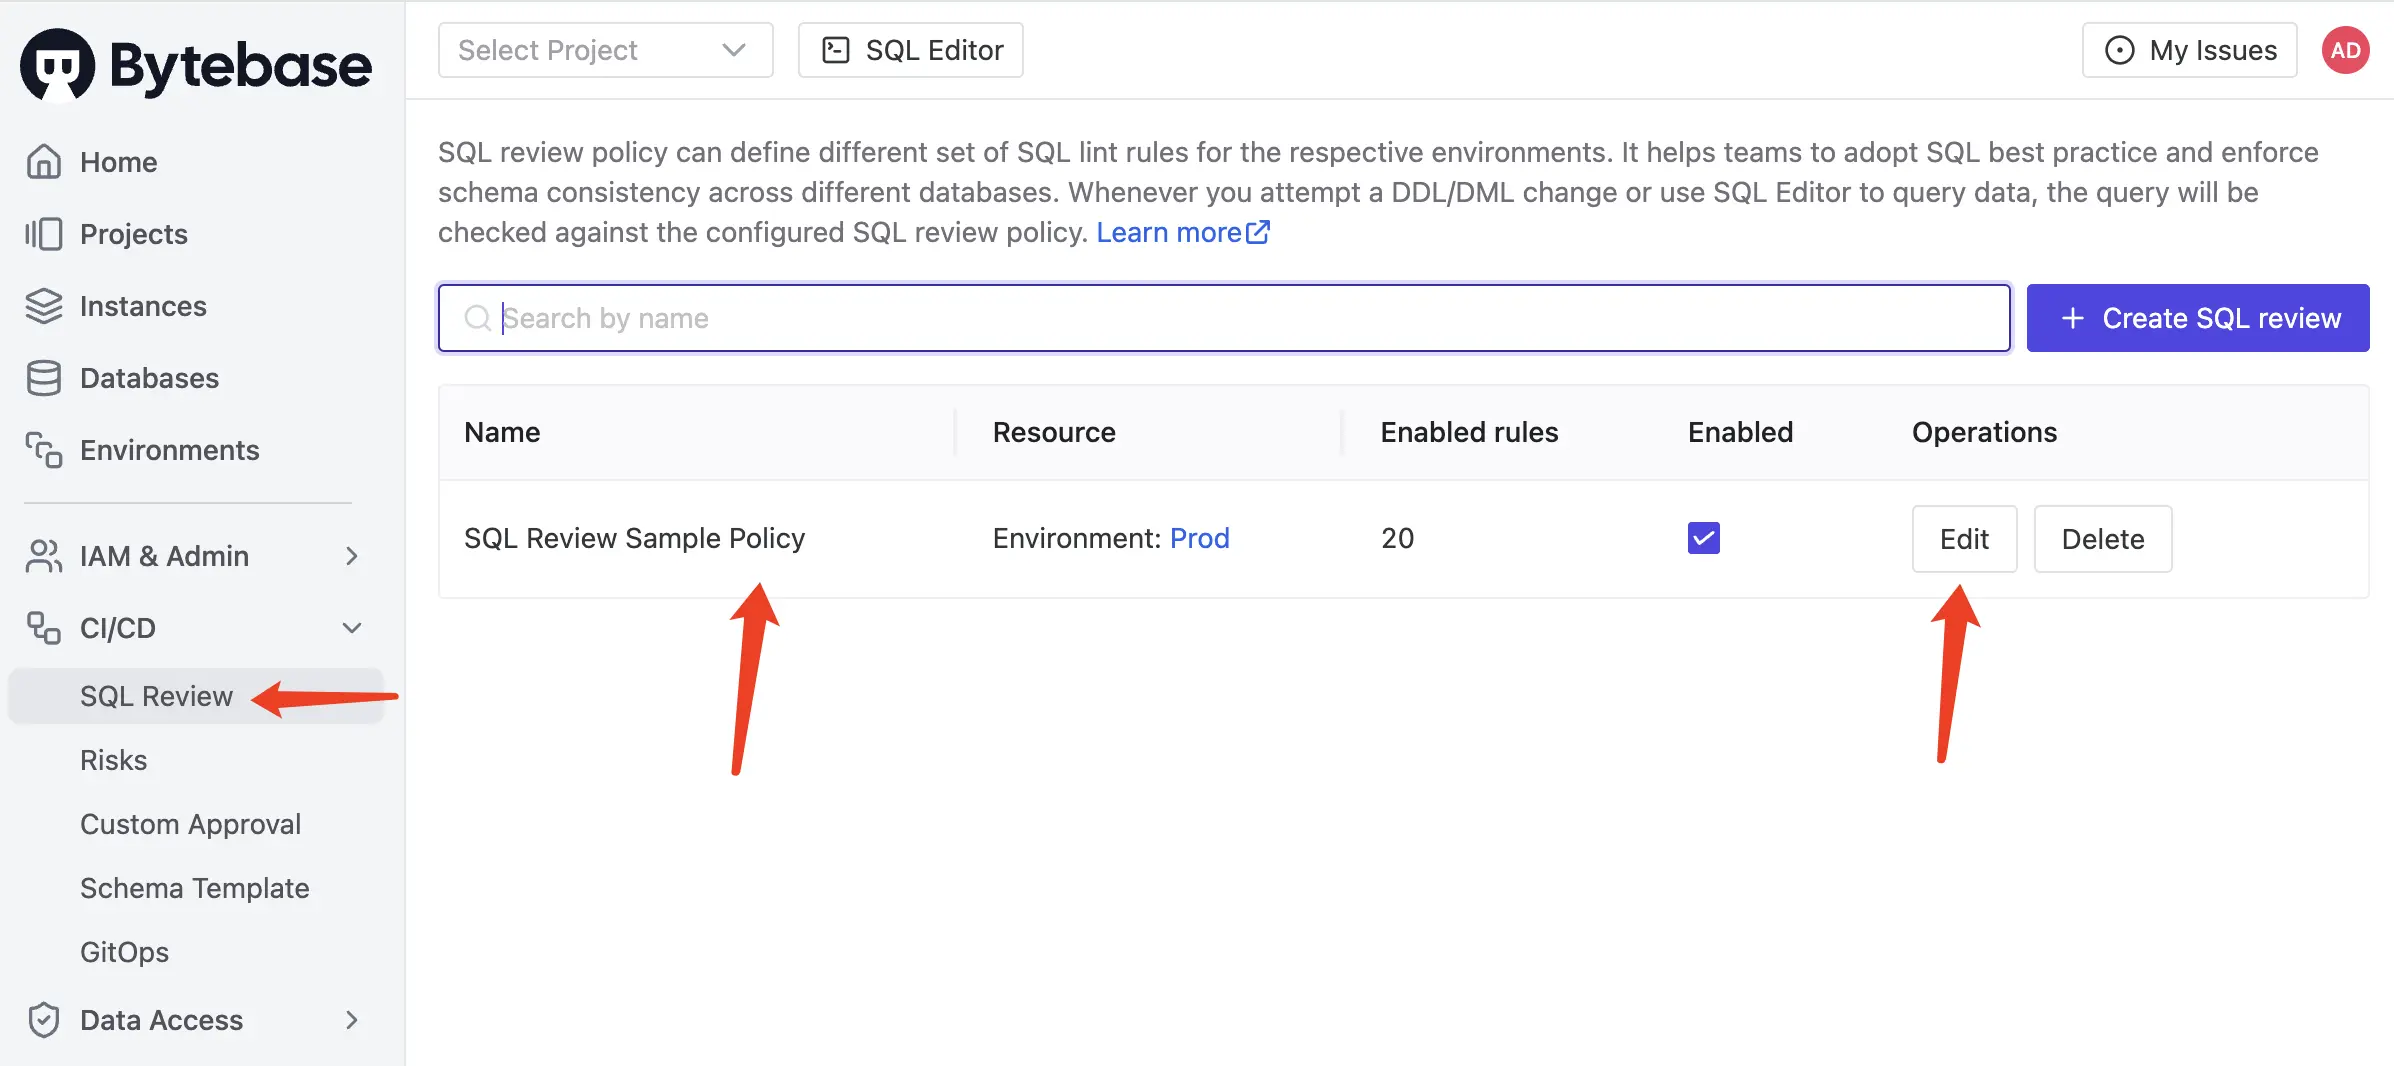 Bytebase
Select Project
SQL Editor
My Issues
AD
Home
Projects
Instances
Databases
Environments
IAM & Admin
CI/CD
SQL Review
Risks
Custom Approval
Schema Template
GitOps
Data Access
SQL review policy can define different set of SQL lint rules for the respective environments. It helps teams to adopt SQL best practice and enforce
schema consistency across different databases. Whenever you attempt a DDL/DML change or use SQL Editor to query data, the query will be
checked against the configured SQL review policy. Learn more
Search by name
+ Create SQL review
Name Resource Enabled rules Enabled Operations
SQL Review Sample Policy Environment: Prod 20 Edit Delete